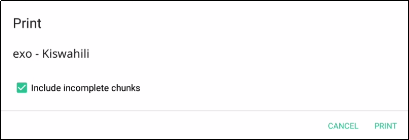 Print
exo - Kiswahili
Include incomplete chunks
CANCEL PRINT